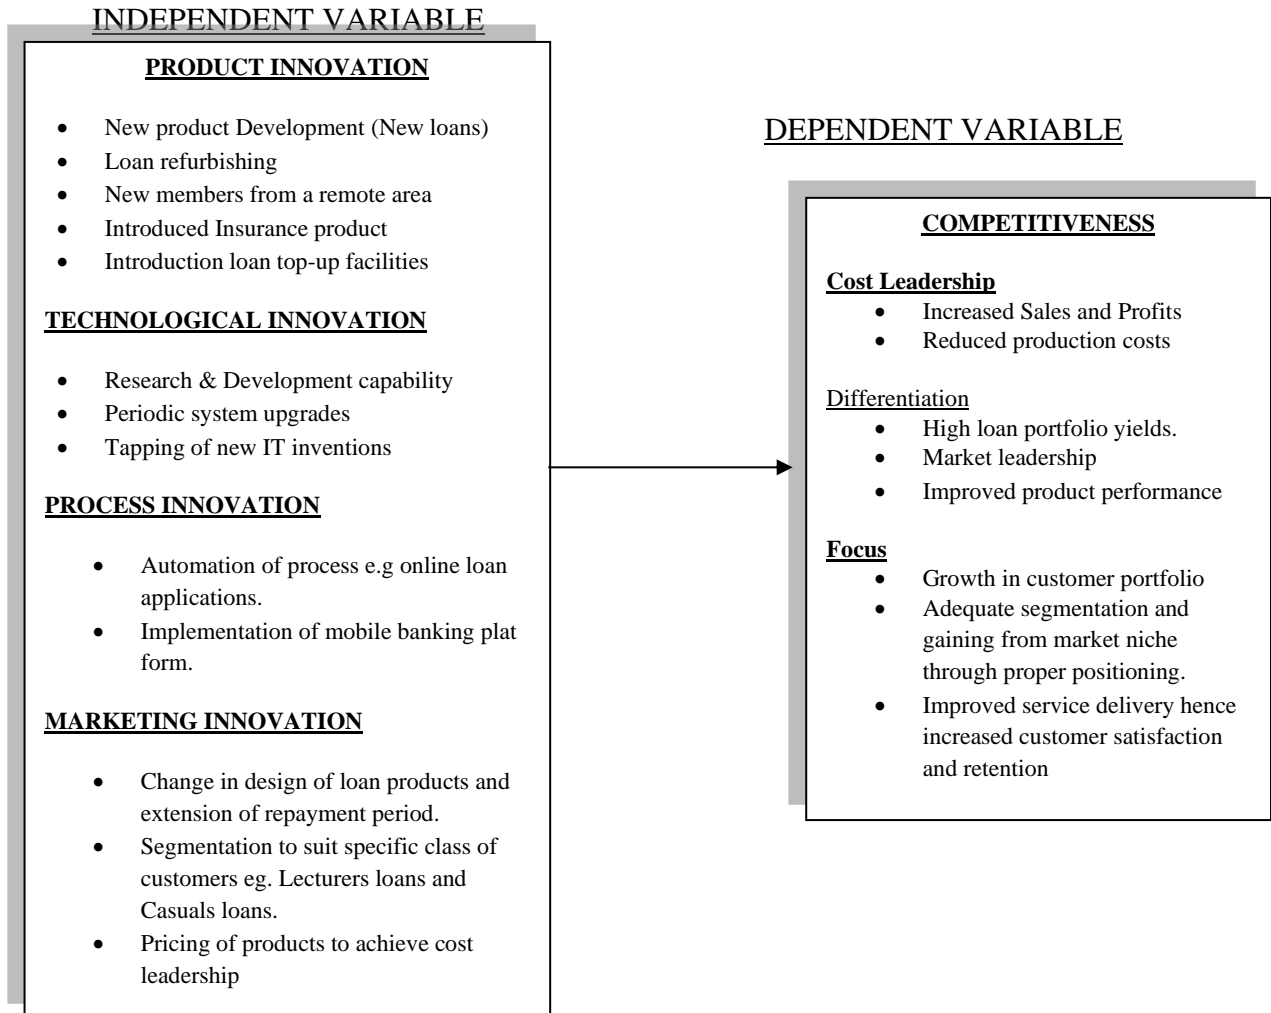 INDEPENDENT VARIABLE
PRODUCT INNOVATION
• New product Development (New loans)
• Loan refurbishing
• New members from a remote area
• Introduced Insurance product
• Introduction loan top-up facilities
TECHNOLOGICAL INNOVATION
• Research & Development capability
• Periodic system upgrades
• Tapping of new IT inventions
PROCESS INNOVATION
• Automation of process e.g online loan
applications.
• Implementation of mobile banking plat
form.
MARKETING INNOVATION
• Change in design of loan products and
extension of repayment period.
• Segmentation to suit specific class of
customers eg. Lecturers loans and
Casuals loans.
• Pricing of products to achieve cost
leadership
DEPENDENT VARIABLE
COMPETITIVENESS
Cost Leadership
• Increased Sales and Profits
• Reduced production costs
Differentiation
• High loan portfolio yields.
• Market leadership
• Improved product performance
Focus
• Growth in customer portfolio
• Adequate segmentation and
gaining from market niche
through proper positioning.
• Improved service delivery hence
increased customer satisfaction
and retention